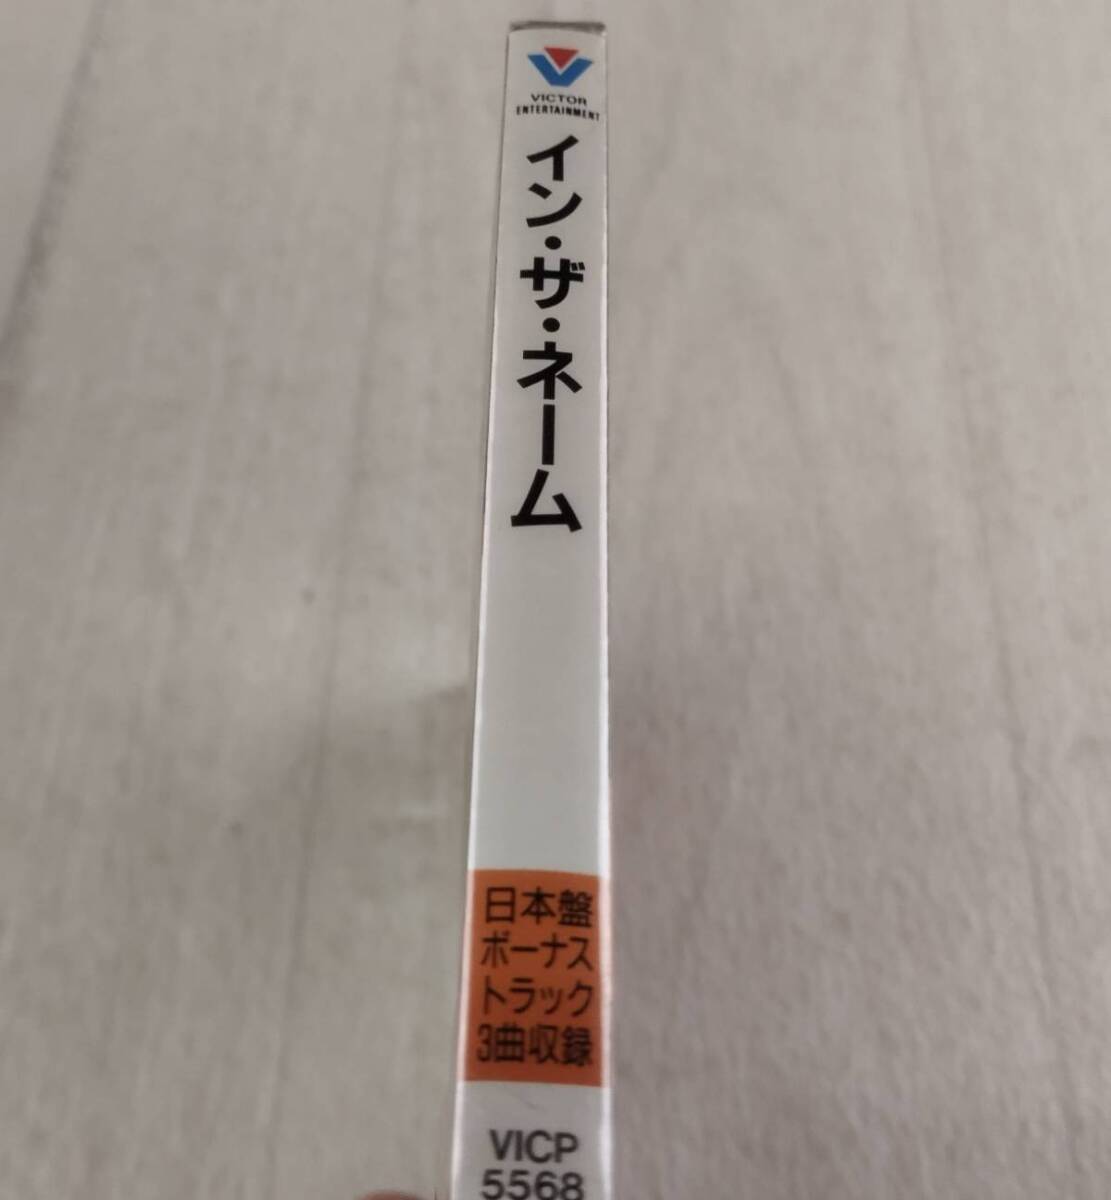 VICTOR
ENTERTAINMENT
イン・ザ・ネーム
日本盤
ボーナス
トラック
3曲収録
VICP
5568